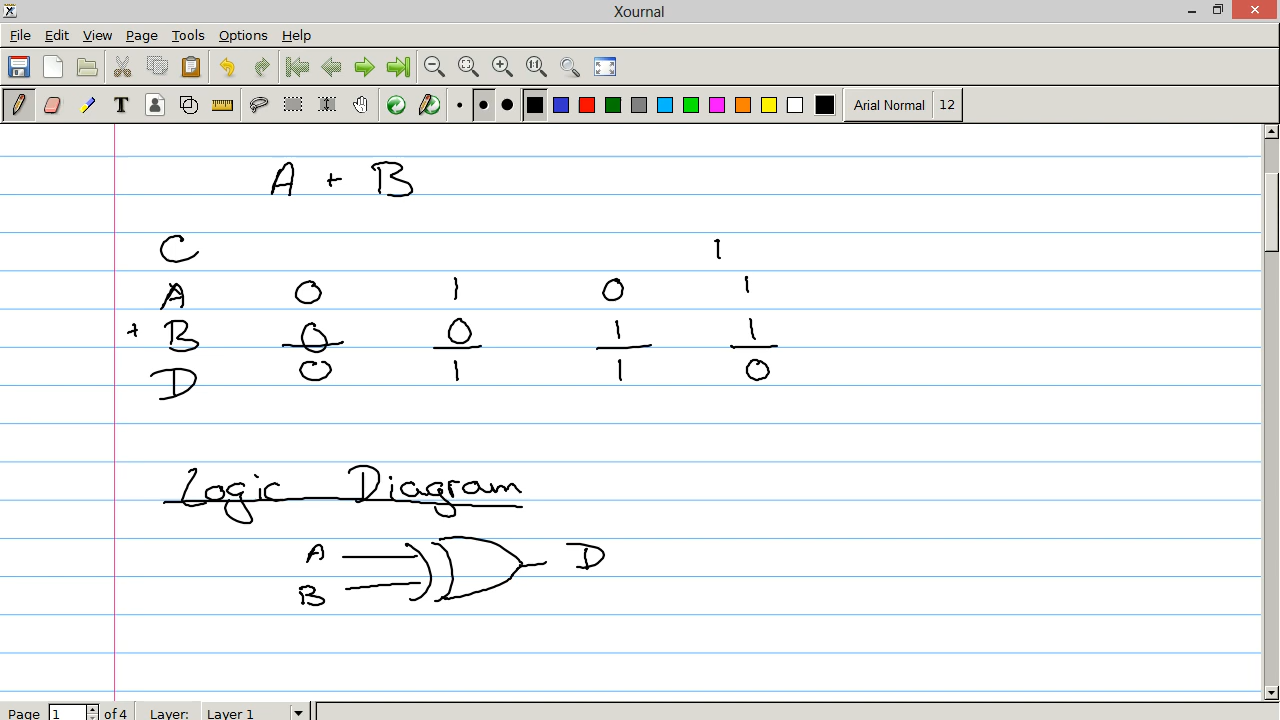 Xournal
File Edit View Page Tools Options Help
T Arial Normal 12
A + B
C 1
A 0 1 0 1
+ B 0 0 1 1
D 0 1 1 0
Logic Diagram
A D
B
Page 1 of 4 Layer: Layer 1